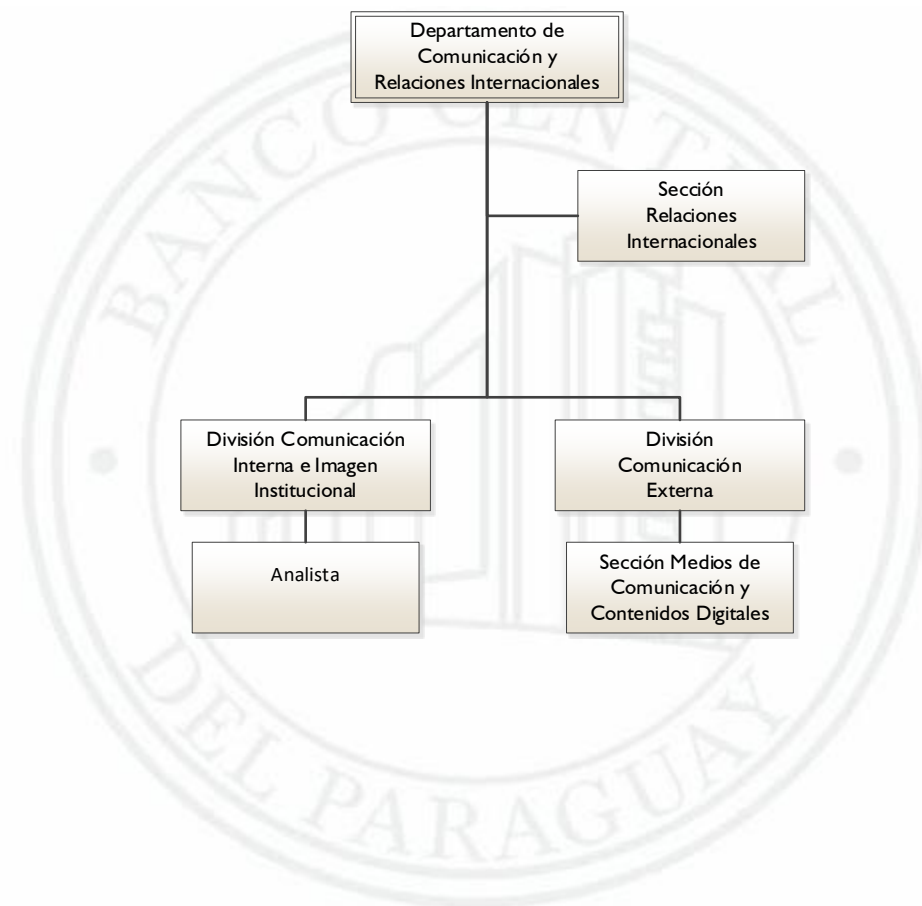 Departamento de
Comunicación y
Relaciones Internacionales
Sección
Relaciones
Internacionales
División Comunicación
Interna e Imagen
Institucional
División
Comunicación
Externa
Analista
Sección Medios de
Comunicación y
Contenidos Digitales
BANCO CENTRAL
DEL PARAGUAY